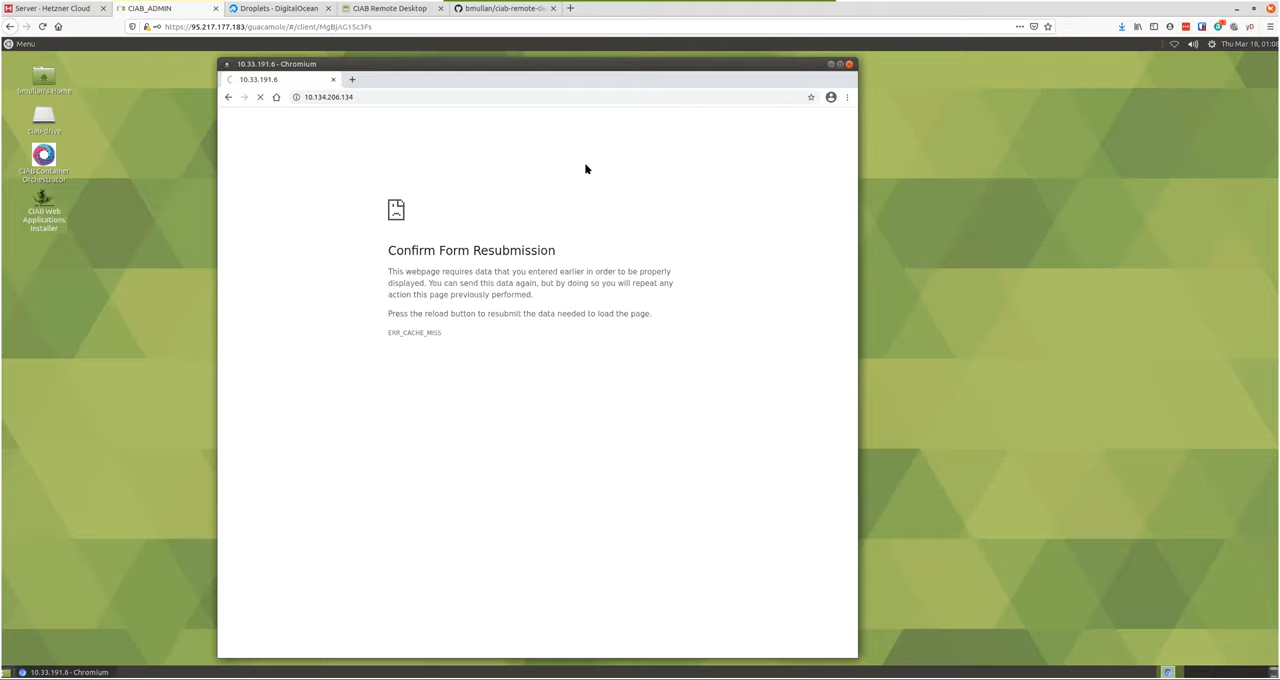 Server - Hetzner Cloud
CIAB_ADMIN
Droplets - DigitalOcean
CIAB Remote Desktop
bmullan/ciab-remote-de
https://95.217.177.183/guacamole/#/client/MgBjAG15c3Fs
Menu
Thu Mar 18, 01:08
10.33.191.6 - Chromium
10.33.191.6
10.134.206.134
bmullan's Home
ciab-drive
CIAB Container
Orchestrator
CIAB Web
Applications
Installer
Confirm Form Resubmission
This webpage requires data that you entered earlier in order to be properly
displayed. You can send this data again, but by doing so you will repeat any
action this page previously performed.
Press the reload button to resubmit the data needed to load the page.
ERR_CACHE_MISS
10.33.191.6 - Chromium